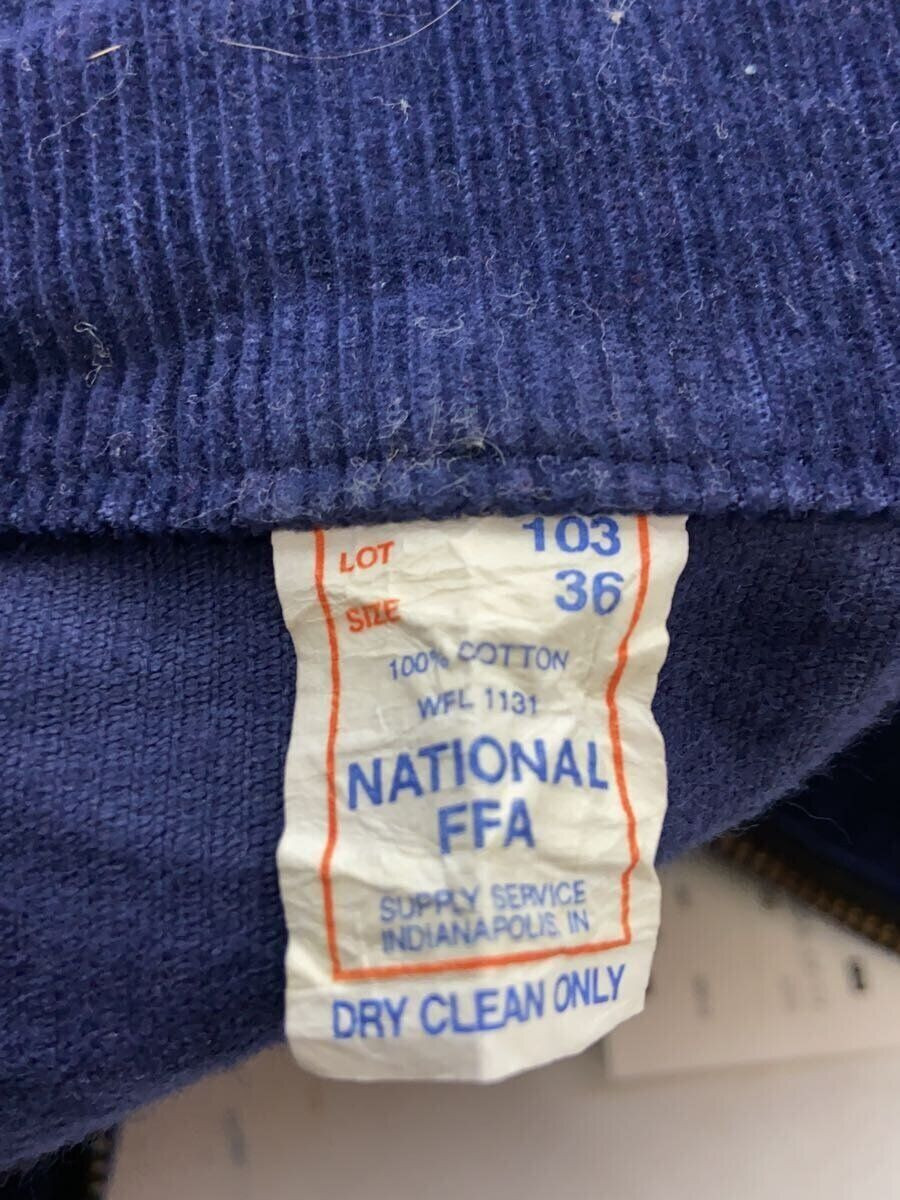 LOT 103
SIZE 36
100% COTTON
WPL 1131
NATIONAL
FFA
SUPPLY SERVICE
INDIANAPOLIS, IN
DRY CLEAN ONLY